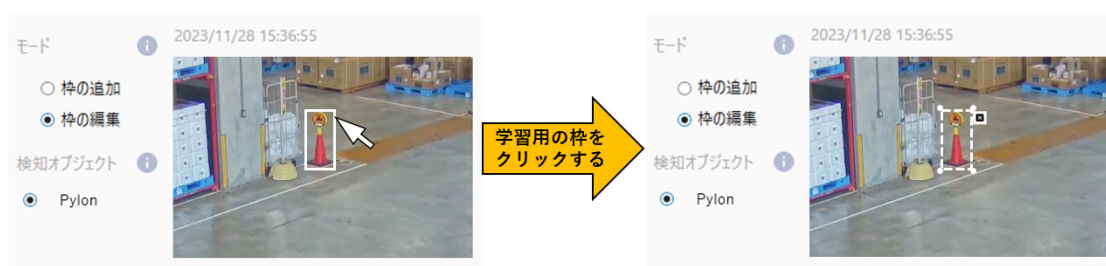 モード
2023/11/28 15:36:55
枠の追加
枠の編集
検知オブジェクト
Pylon
学習用の枠を
クリックする
モード
2023/11/28 15:36:55
枠の追加
枠の編集
検知オブジェクト
Pylon